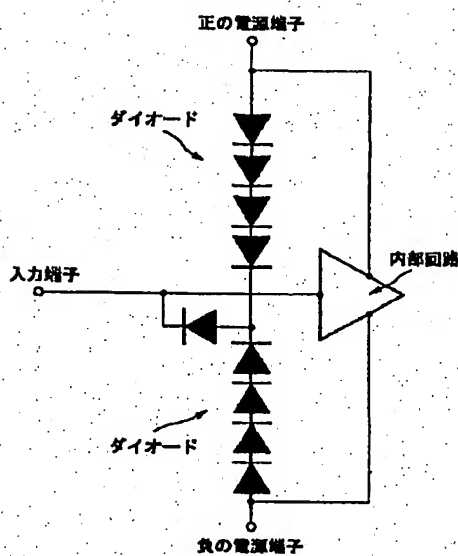 正の電源端子
ダイオード
入力端子
内部回路
ダイオード
負の電源端子